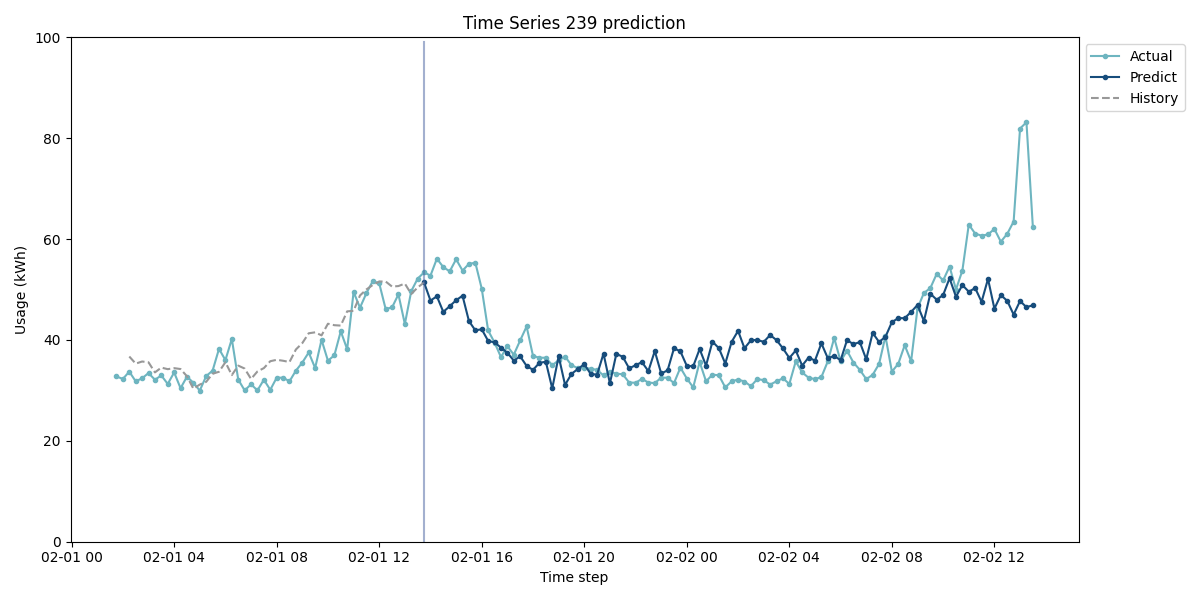 Time Series 239 prediction
Usage (kWh)
100
80
60
40
20
0
02-01 00 02-01 04 02-01 08 02-01 12 02-01 16 02-01 20 02-02 00 02-02 04 02-02 08 02-02 12
Time step
Actual
Predict
History